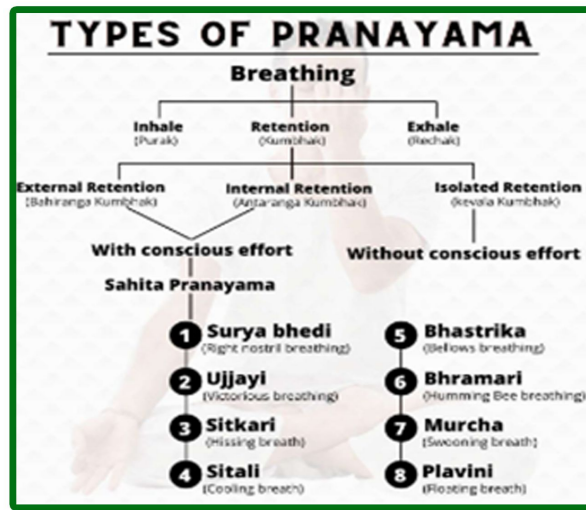 TYPES OF PRANAYAMA
Breathing
Inhale
(Purak)
Retention
(Kumbhak)
Exhale
(Rechak)
External Retention
(Bahiranga Kumbhak)
Internal Retention
(Antaranga Kumbhak)
Isolated Retention
(kevala Kumbhak)
With conscious effort
Without conscious effort
Sahita Pranayama
1 Surya bhedi
(Right nostril breathing)
2 Ujjayi
(Victorious breathing)
3 Sitkari
(Hissing breath)
4 Sitali
(Cooling breath)
5 Bhastrika
(Bellows breathing)
6 Bhramari
(Humming Bee breathing)
7 Murcha
(Swooning breath)
8 Plavini
(Floating breath)